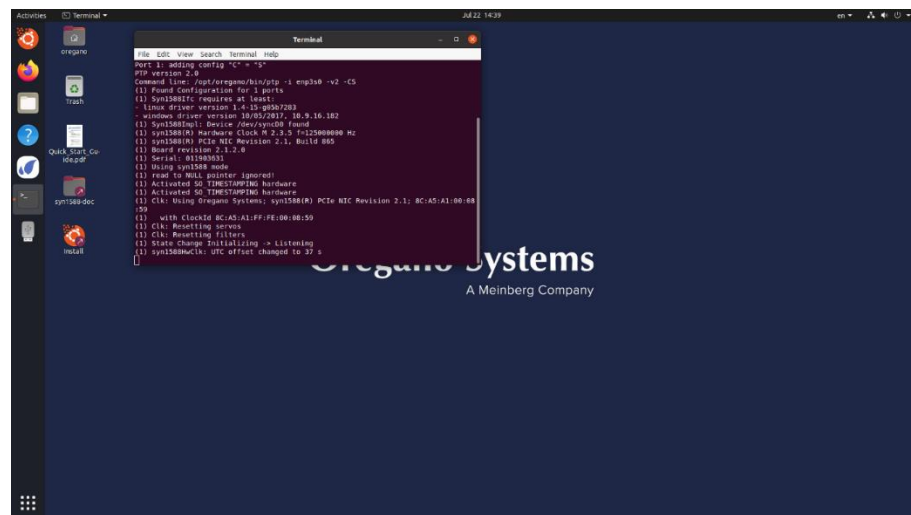 Activities
Terminal
Jul 22 14:39
en
oregano
Trash
Quick_Start_Gu-
ide.pdf
syn1588-doc
Install
Terminal
File Edit View Search Terminal Help
Port 1: adding config "C" = "S"
PTP version 2.0
Command line: /opt/oregano/bin/ptp -i enp3s0 -v2 -CS
(1) Found Configuration for 1 ports
(1) Syn1588Ifc requires at least:
- linux driver version 1.4-15-g05b7283
- windows driver version 10/05/2017, 10.9.16.182
(1) Syn1588Impl: Device /dev/syncD0 found
(1) syn1588(R) Hardware Clock M 2.3.5 f=125000000 Hz
(1) syn1588(R) PCIe NIC Revision 2.1, Build 865
(1) Board revision 2.1.2.0
(1) Serial: 011903631
(1) Using syn1588 mode
(1) read to NULL pointer ignored!
(1) Activated SO_TIMESTAMPING hardware
(1) Activated SO_TIMESTAMPING hardware
(1) Clk: Using Oregano Systems; syn1588(R) PCIe NIC Revision 2.1; 8C:A5:A1:00:08
:59
(1) with ClockId 8C:A5:A1:FF:FE:00:08:59
(1) Clk: Resetting servos
(1) Clk: Resetting filters
(1) State Change Initializing -> Listening
(1) syn1588HwClk: UTC offset changed to 37 s
Oregano Systems
A Meinberg Company